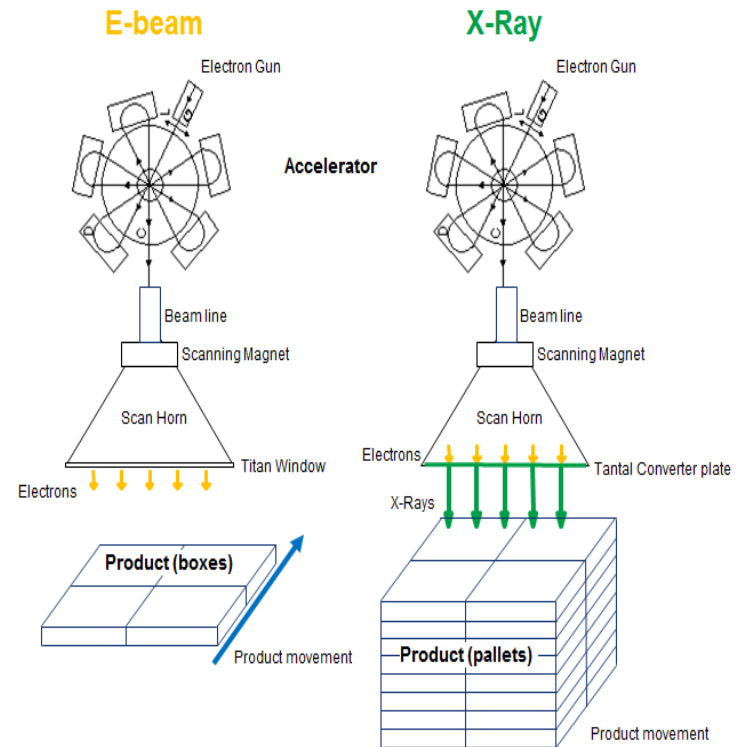 E-beam
X-Ray
Electron Gun
Electron Gun
L
G
L
G
Accelerator
D
C
D
C
Beam line
Beam line
Scanning Magnet
Scanning Magnet
Scan Horn
Scan Horn
Electrons
Titan Window
Tantal Converter plate
Electrons
X-Rays
Product (boxes)
Product movement
Product (pallets)
Product movement